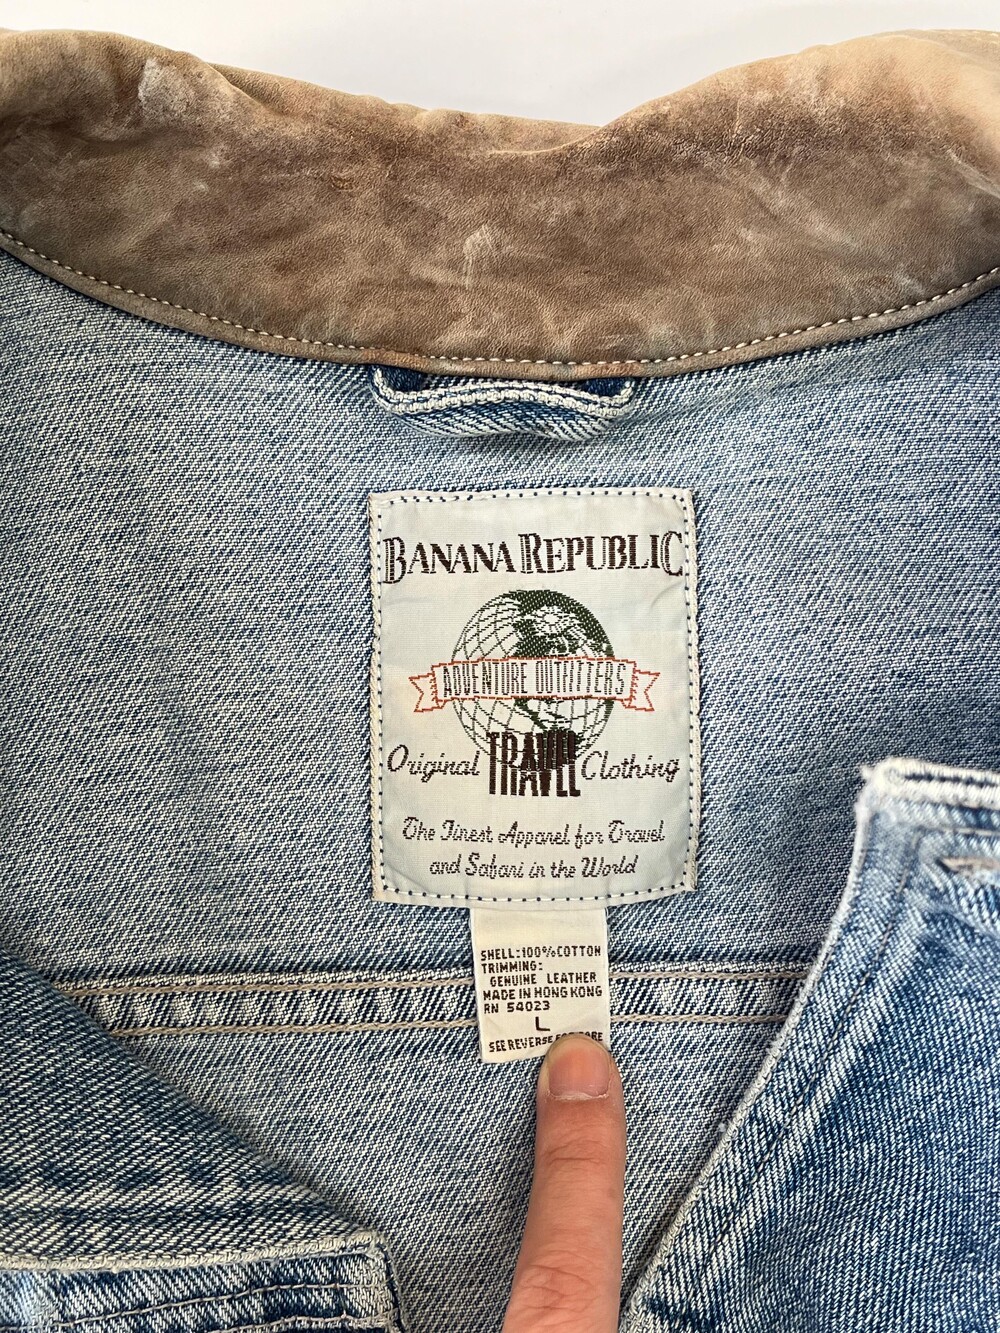 BANANA REPUBLIC
ADVENTURE OUTFITTERS
Original TRAVEL Clothing
The Finest Apparel for Travel
and Safari in the World
SHELL:100%COTTON
TRIMMING:
GENUINE LEATHER
MADE IN HONG KONG
RN 54023
L
SEE REVERSE